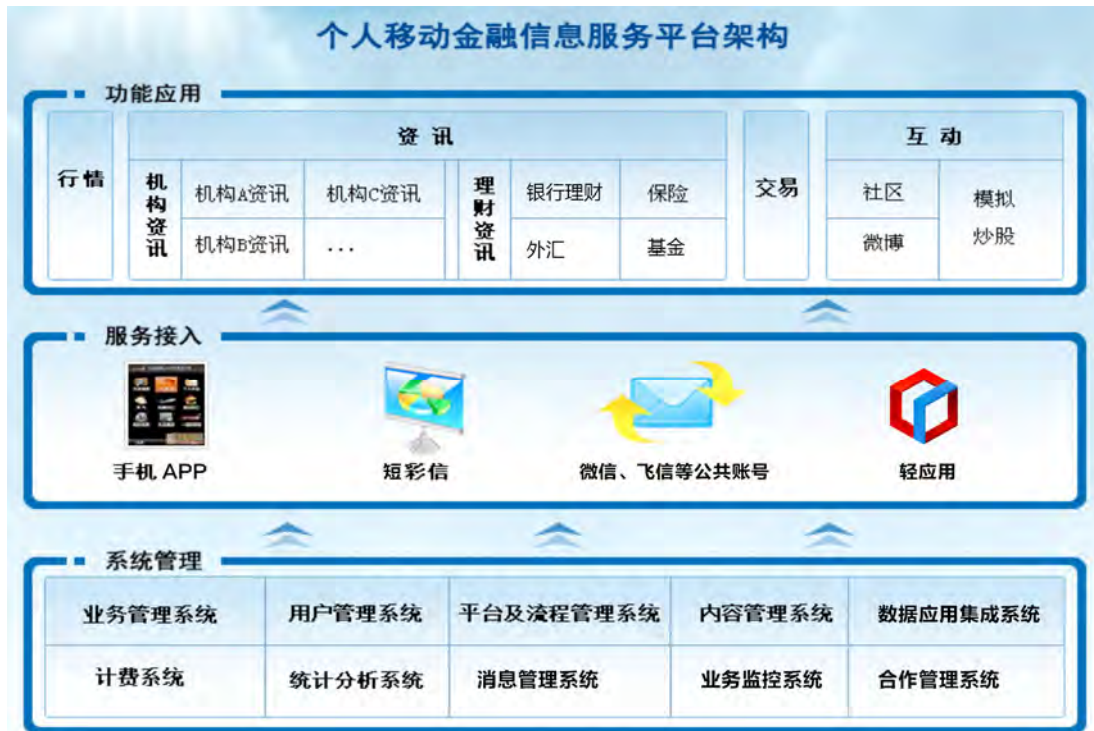 个人移动金融信息服务平台架构
功能应用
行情
资讯
机构资讯
机构A资讯
机构C资讯
机构B资讯
...
理财资讯
银行理财
保险
外汇
基金
交易
互动
社区
微博
模拟
炒股
服务接入
手机 APP
短彩信
微信、飞信等公共账号
轻应用
系统管理
业务管理系统
用户管理系统
平台及流程管理系统
内容管理系统
数据应用集成系统
计费系统
统计分析系统
消息管理系统
业务监控系统
合作管理系统